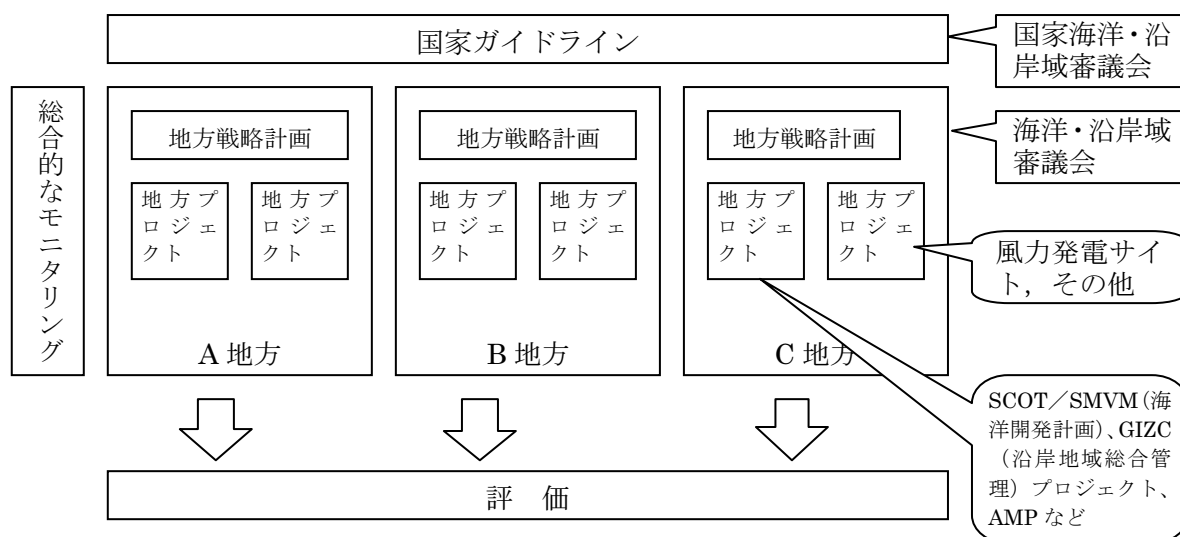 国家ガイドライン
国家海洋・沿
岸域審議会
総合的なモニタリング
地方戦略計画
地方プ
ロジェ
クト
地方プ
ロジェ
クト
A 地方
地方戦略計画
地方プ
ロジェ
クト
地方プ
ロジェ
クト
B 地方
地方戦略計画
地方プ
ロジェ
クト
地方プ
ロジェ
クト
C 地方
海洋・沿岸域
審議会
風力発電サイ
ト，その他
SCOT／SMVM（海
洋開発計画）、GIZC
（沿岸地域総合管
理）プロジェクト、
AMP など
評　価